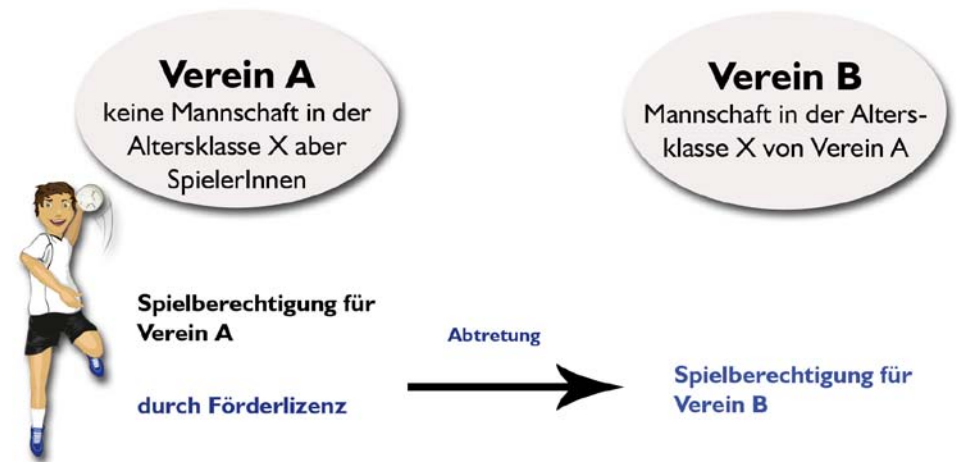 Verein A
keine Mannschaft in der
Altersklasse X aber
SpielerInnen
Verein B
Mannschaft in der Alters-
klasse X von Verein A
Spielberechtigung für
Verein A
durch Förderlizenz
Abtretung
Spielberechtigung für
Verein B